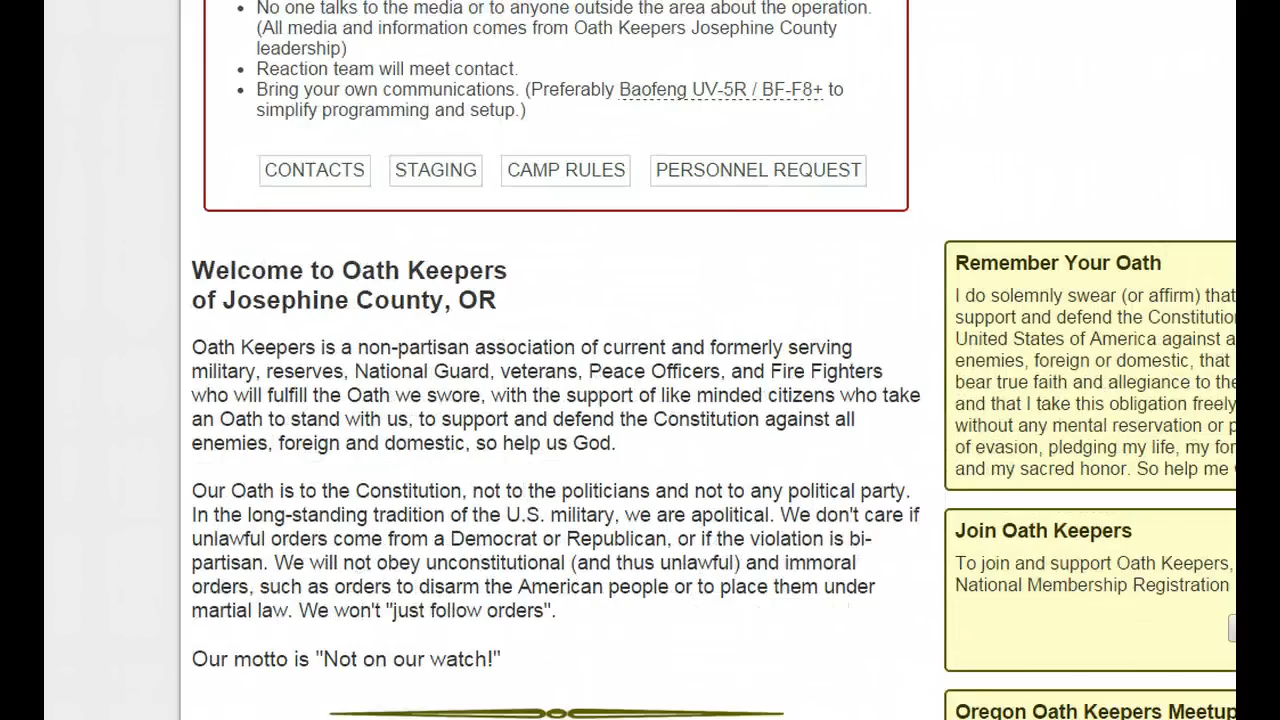 No one talks to the media or to anyone outside the area about the operation.
(All media and information comes from Oath Keepers Josephine County
leadership)
Reaction team will meet contact.
Bring your own communications. (Preferably Baofeng UV-5R / BF-F8+ to
simplify programming and setup.)
CONTACTS STAGING CAMP RULES PERSONNEL REQUEST
Welcome to Oath Keepers
of Josephine County, OR
Oath Keepers is a non-partisan association of current and formerly serving
military, reserves, National Guard, veterans, Peace Officers, and Fire Fighters
who will fulfill the Oath we swore, with the support of like minded citizens who take
an Oath to stand with us, to support and defend the Constitution against all
enemies, foreign and domestic, so help us God.
Our Oath is to the Constitution, not to the politicians and not to any political party.
In the long-standing tradition of the U.S. military, we are apolitical. We don't care if
unlawful orders come from a Democrat or Republican, or if the violation is bi-
partisan. We will not obey unconstitutional (and thus unlawful) and immoral
orders, such as orders to disarm the American people or to place them under
martial law. We won't "just follow orders".
Our motto is "Not on our watch!"
Remember Your Oath
I do solemnly swear (or affirm) that
support and defend the Constitution
United States of America against a
enemies, foreign or domestic, that
bear true faith and allegiance to the
and that I take this obligation freely
without any mental reservation or p
of evasion, pledging my life, my for
and my sacred honor. So help me
Join Oath Keepers
To join and support Oath Keepers,
National Membership Registration
Oregon Oath Keepers Meetup